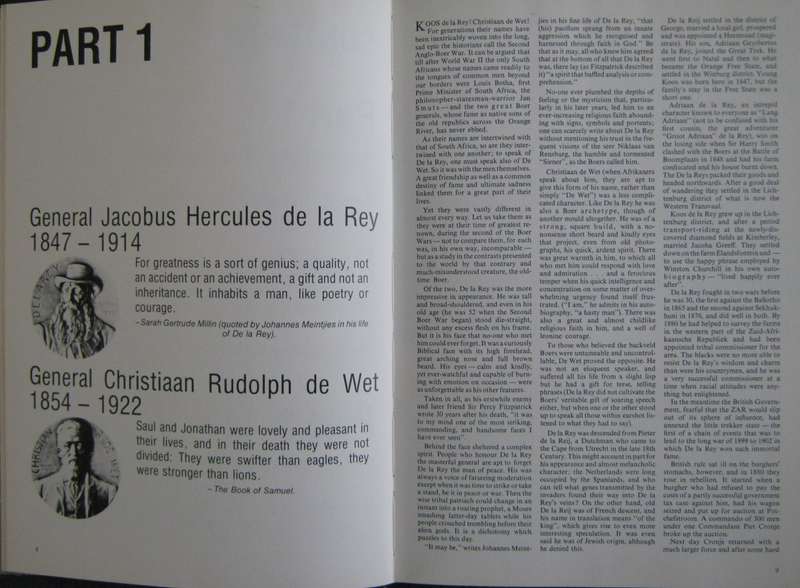 PART 1
General Jacobus Hercules de la Rey
1847 – 1914
For greatness is a sort of genius; a quality, not
an accident or an achievement, a gift and not an
inheritance. It inhabits a man, like poetry or
courage.
– Sarah Gertrude Millin (quoted by Johannes Meintjies in his life
of De la Rey).
General Christiaan Rudolph de Wet
1854 – 1922
Saul and Jonathan were lovely and pleasant in
their lives, and in their death they were not
divided: They were swifter than eagles, they
were stronger than lions.
– The Book of Samuel.
KOOS de la Rey! Christiaan de Wet!
For generations their names have
been inextricably woven into the long,
sad epic the historians call the Second
Anglo-Boer War. It can be argued that
till after World War II the only South
Africans whose names came readily to
the tongues of common men beyond
our borders were Louis Botha, first
Prime Minister of South Africa, the
philosopher-statesman-warrior Jan
Smuts — and the two great Boer
generals, whose fame as native sons of
the old republics across the Orange
River, has never ebbed.
As their names are intertwined with
that of South Africa, so are they inter-
twined with one another; to speak of
De la Rey, one must speak also of De
Wet. So it was with the men themselves.
A great friendship as well as a common
destiny of fame and ultimate sadness
linked them for a great part of their
lives.
Yet they were vastly different in
almost every way. Let us take them as
they were at their time of greatest re-
nown, during the second of the Boer
Wars — not to compare them, for each
was, in his own way, incomparable —
but as a study in the contrasts presented
to the world by that contrary and
much-misunderstood creature, the old-
time Boer.
Of the two, De la Rey was the more
impressive in appearance. He was tall
and broad-shouldered, and even in his
old age (he was 52 when the Second
Boer War began) stood die-straight,
without any excess flesh on his frame.
But it is his face that no-one who met
him could ever forget. It was a curiously
Biblical face with its high forehead,
great arching nose and full brown
beard. His eyes — calm and kindly,
yet ever-watchful and capable of burn-
ing with emotion on occasion — were
as unforgettable as his other features.
Taken in all, as his erstwhile enemy
and later friend Sir Percy Fitzpatrick
wrote 30 years after his death, "it was
to my mind one of the most striking,
commanding, and handsome faces I
have ever seen".
Behind the face sheltered a complex
spirit. People who honour De la Rey
the masterful general are apt to forget
De la Rey the man of peace. His was
always a voice of fatiguing moderation
except when it was time to strike or take
a stand, be it in peace or war. Then the
wise tribal patriarch could change in an
instant into a roaring prophet, a Moses
smashing latter-day tablets while his
people crouched trembling before their
alien gods. It is a dichotomy which
puzzles to this day.
"It may be," writes Johannes Meint-
jies in his fine life of De la Rey, "that
(his) pacifism sprang from an innate
aggression which he recognised and
harnessed through faith in God." Be
that as it may, all who knew him agreed
that at the bottom of all that De la Rey
was, there lay (as Fitzpatrick described
it) "a spirit that baffled analysis or com-
prehension."
No-one ever plumbed the depths of
feeling or the mysticism that, particu-
larly in his later years, led him to an
ever-increasing religious faith abound-
ing with signs, symbols and portents;
one can scarcely write about De la Rey
without mentioning his trust in the fre-
quent visions of the seer Niklaas van
Rensburg, the humble and tormented
"Siener", as the Boers called him.
Christiaan de Wet (when Afrikaners
speak about him, they are apt to
give this form of his name, rather than
simply "De Wet") was a less compli-
cated character. Like De la Rey he was
also a Boer archetype, though of
another mould altogether. He was of a
strong, square build, with a no-
nonsense short beard and kindly eyes
that project, even from old photo-
graphs, his quick, ardent spirit. There
was great warmth in him, to which all
who met him could respond with love
and admiration . . . and a ferocious
temper when his quick intelligence and
concentration on some matter of over-
whelming urgency found itself frus-
trated. ("I am," he admits in his auto-
biography, "a hasty man"). There was
also a great and almost childlike
religious faith in him, and a well of
leonine courage.
To those who believed the backveld
Boers were untameable and uncontrol-
lable, De Wet proved the opposite. He
was not an eloquent speaker, and
suffered all his life from a slight lisp
but he had a gift for terse, telling
phrases (De la Rey did not cultivate the
Boers' veritable gift of soaring speech
either, but when one or the other stood
up to speak all those within earshot lis-
tened to what they had to say).
De la Rey was descended from Pieter
de la Reij, a Dutchman who came to
the Cape from Utrecht in the late 18th
Century. This might account in part for
his appearance and almost melancholic
character: the Netherlands were long
occupied by the Spaniards, and who
can tell what genes transmitted by the
invaders found their way into De la
Rey's veins? On the other hand, old
De la Reij was of French descent, and
his name in translation means "of the
king", which gives rise to even more
interesting speculation. It was even
said he was of Jewish origin, although
he denied this.
De la Rey settled in the district of
George, married a local girl, prospered
and was appointed a Heemraad (magi-
strate). His son, Adriaan Gysbertus
de la Rey, joined the Great Trek. He
went first to Natal and then to what
became the Orange Free State, and
settled in the Winburg district. Young
Koos was born here in 1847, but the
family's stay in the Free State was a
short one.
Adriaan de la Rey, an intrepid
character known to everyone as "Lang
Adriaan" (not to be confused with his
first cousin, the great adventurer
"Groot Adriaan" de la Rey), was on
the losing side when Sir Harry Smith
clashed with the Boers at the Battle of
Boomplaats in 1848 and had his farm
confiscated and his house burnt down.
The De la Reys packed their goods and
headed northwards. After a good deal
of wandering they settled in the Lich-
tenburg district of what is now the
Western Transvaal.
Koos de la Rey grew up in the Lich-
tenburg district, and after a period
transport-riding at the newly-dis-
covered diamond fields at Kimberley,
married Jacoba Greeff. They settled
down on the farm Elandsfontein and —
to use the happy phrase employed by
Winston Churchill in his own auto-
biography — "lived happily ever
after".
De la Rey fought in two wars before
he was 30, the first against the Basotho
in 1865 and the second against Sekhuk-
huni in 1876, and did well in both. By
1880 he had helped to survey the farms
in the western part of the Zuid-Afri-
kaansche Republiek and had been
appointed tribal commissioner for the
area. The blacks were no more able to
resist De la Rey's wisdom and charm
than were his countrymen, and he was
a very successful commissioner at a
time when racial attitudes were any-
thing but enlightened.
In the meantime the British Govern-
ment, fearful that the ZAR would slip
out of its sphere of influence, had
annexed the little trekker state — the
first of a chain of events that was to
lead to the long war of 1899 to 1902 in
which De la Rey won such immortal
fame.
British rule sat ill on the burghers'
stomachs, however, and in 1880 they
rose in rebellion. It started when a
burgher who had refused to pay the
costs of a partly successful government
tax case against him, had his wagon
seized and put up for auction at Pot-
chefstroom. A commando of 300 men
under one Commandant Piet Cronje
broke up the auction.
Next day Cronje returned with a
much larger force and after some hard
9